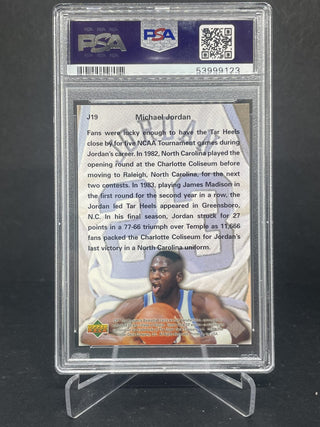 PSA
PSA
PSA
53999123
J19 Michael Jordan
Fans were lucky enough to have the Tar Heels
close by for five NCAA Tournament games during
Jordan's career. In 1982, North Carolina played the
opening round at the Charlotte Coliseum before
moving to Raleigh, North Carolina, for the next
two contests. In 1983, playing James Madison in
the first round for the second year in a row, the
Jordan led Tar Heels appeared in Greensboro,
N.C. In his final season, Jordan struck for 27
points in a 77-66 triumph over Temple as 11,666
fans packed the Charlotte Coliseum for Jordan's
last victory in a North Carolina uniform.